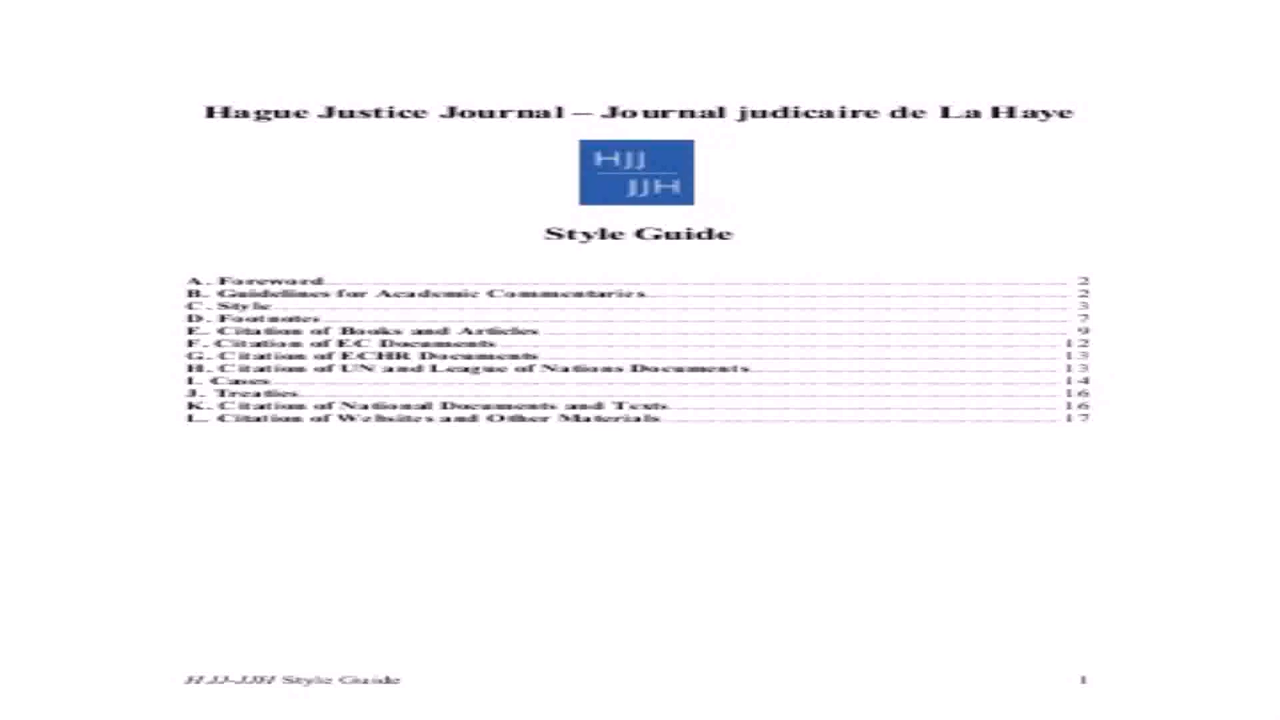 Hague Justice Journal – Journal judicaire de La Haye
HJJ
JJH
Style Guide
A. Foreword 2
B. Guidelines for Academic Commentaries 2
C. Style 3
D. Footnotes 7
E. Citation of Books and Articles 9
F. Citation of EC Documents 12
G. Citation of ECHR Documents 13
H. Citation of UN and League of Nations Documents 13
I. Cases 14
J. Treaties 16
K. Citation of National Documents and Texts 16
L. Citation of Websites and Other Materials 17
HJJ-JJH Style Guide 1